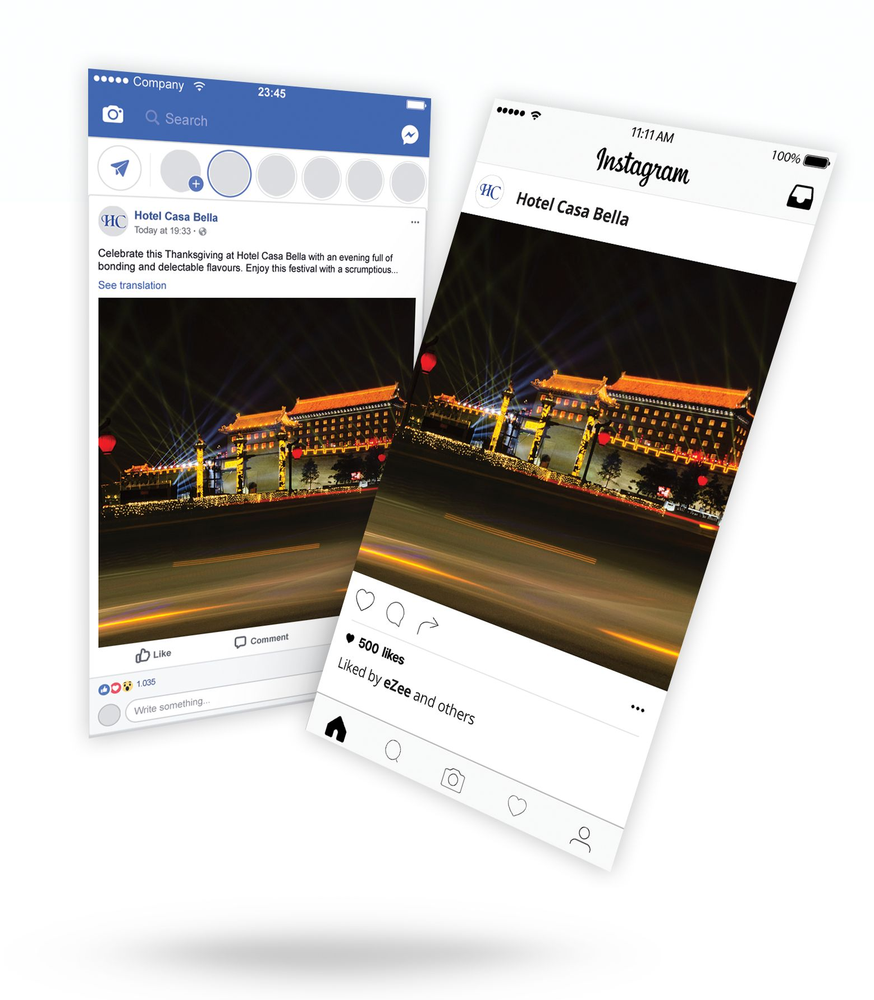 Company
23:45
Search
HC
Hotel Casa Bella
Today at 19:33 ·
Celebrate this Thanksgiving at Hotel Casa Bella with an evening full of
bonding and delectable flavours. Enjoy this festival with a scrumptious...
See translation
Like
Comment
1.035
Write something...
11:11 AM
100%
Instagram
HC
Hotel Casa Bella
500 likes
Liked by eZee and others